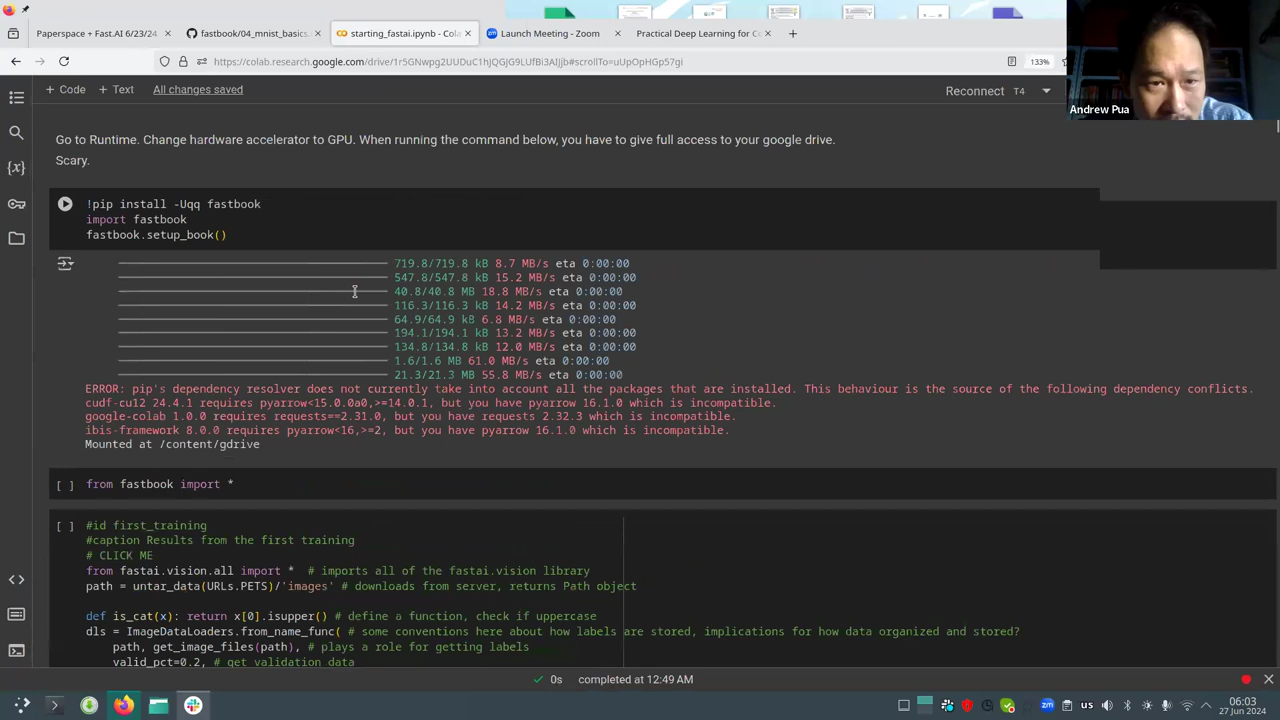 Paperspace + Fast.AI 6/23/24
fastbook/04_mnist_basics.
starting_fastai.ipynb - Cola
Launch Meeting - Zoom
Practical Deep Learning for Co
https://colab.research.google.com/drive/1r5GNwpg2UUDuC1hJQGJG9LUfBi3AIJjb#scrollTo=uUpOpHGp57gi
133%
+ Code + Text All changes saved
Reconnect T4
Andrew Pua
Go to Runtime. Change hardware accelerator to GPU. When running the command below, you have to give full access to your google drive.
Scary.
!pip install -Uqq fastbook
import fastbook
fastbook.setup_book()
719.8/719.8 kB 8.7 MB/s eta 0:00:00
547.8/547.8 kB 15.2 MB/s eta 0:00:00
40.8/40.8 MB 18.8 MB/s eta 0:00:00
116.3/116.3 kB 14.2 MB/s eta 0:00:00
64.9/64.9 kB 6.8 MB/s eta 0:00:00
194.1/194.1 kB 13.2 MB/s eta 0:00:00
134.8/134.8 kB 12.0 MB/s eta 0:00:00
1.6/1.6 MB 61.0 MB/s eta 0:00:00
21.3/21.3 MB 55.8 MB/s eta 0:00:00
ERROR: pip's dependency resolver does not currently take into account all the packages that are installed. This behaviour is the source of the following dependency conflicts.
cudf-cu12 24.4.1 requires pyarrow<15.0.0a0,>=14.0.1, but you have pyarrow 16.1.0 which is incompatible.
google-colab 1.0.0 requires requests==2.31.0, but you have requests 2.32.3 which is incompatible.
ibis-framework 8.0.0 requires pyarrow<16,>=2, but you have pyarrow 16.1.0 which is incompatible.
Mounted at /content/gdrive
[ ] from fastbook import *
[ ] #id first_training
#caption Results from the first training
# CLICK ME
from fastai.vision.all import * # imports all of the fastai.vision library
path = untar_data(URLs.PETS)/'images' # downloads from server, returns Path object
def is_cat(x): return x[0].isupper() # define a function, check if uppercase
dls = ImageDataLoaders.from_name_func( # some conventions here about how labels are stored, implications for how data organized and stored?
path, get_image_files(path), # plays a role for getting labels
valid_pct=0.2, # get validation data
0s completed at 12:49 AM
us
06:03
27 Jun 2024